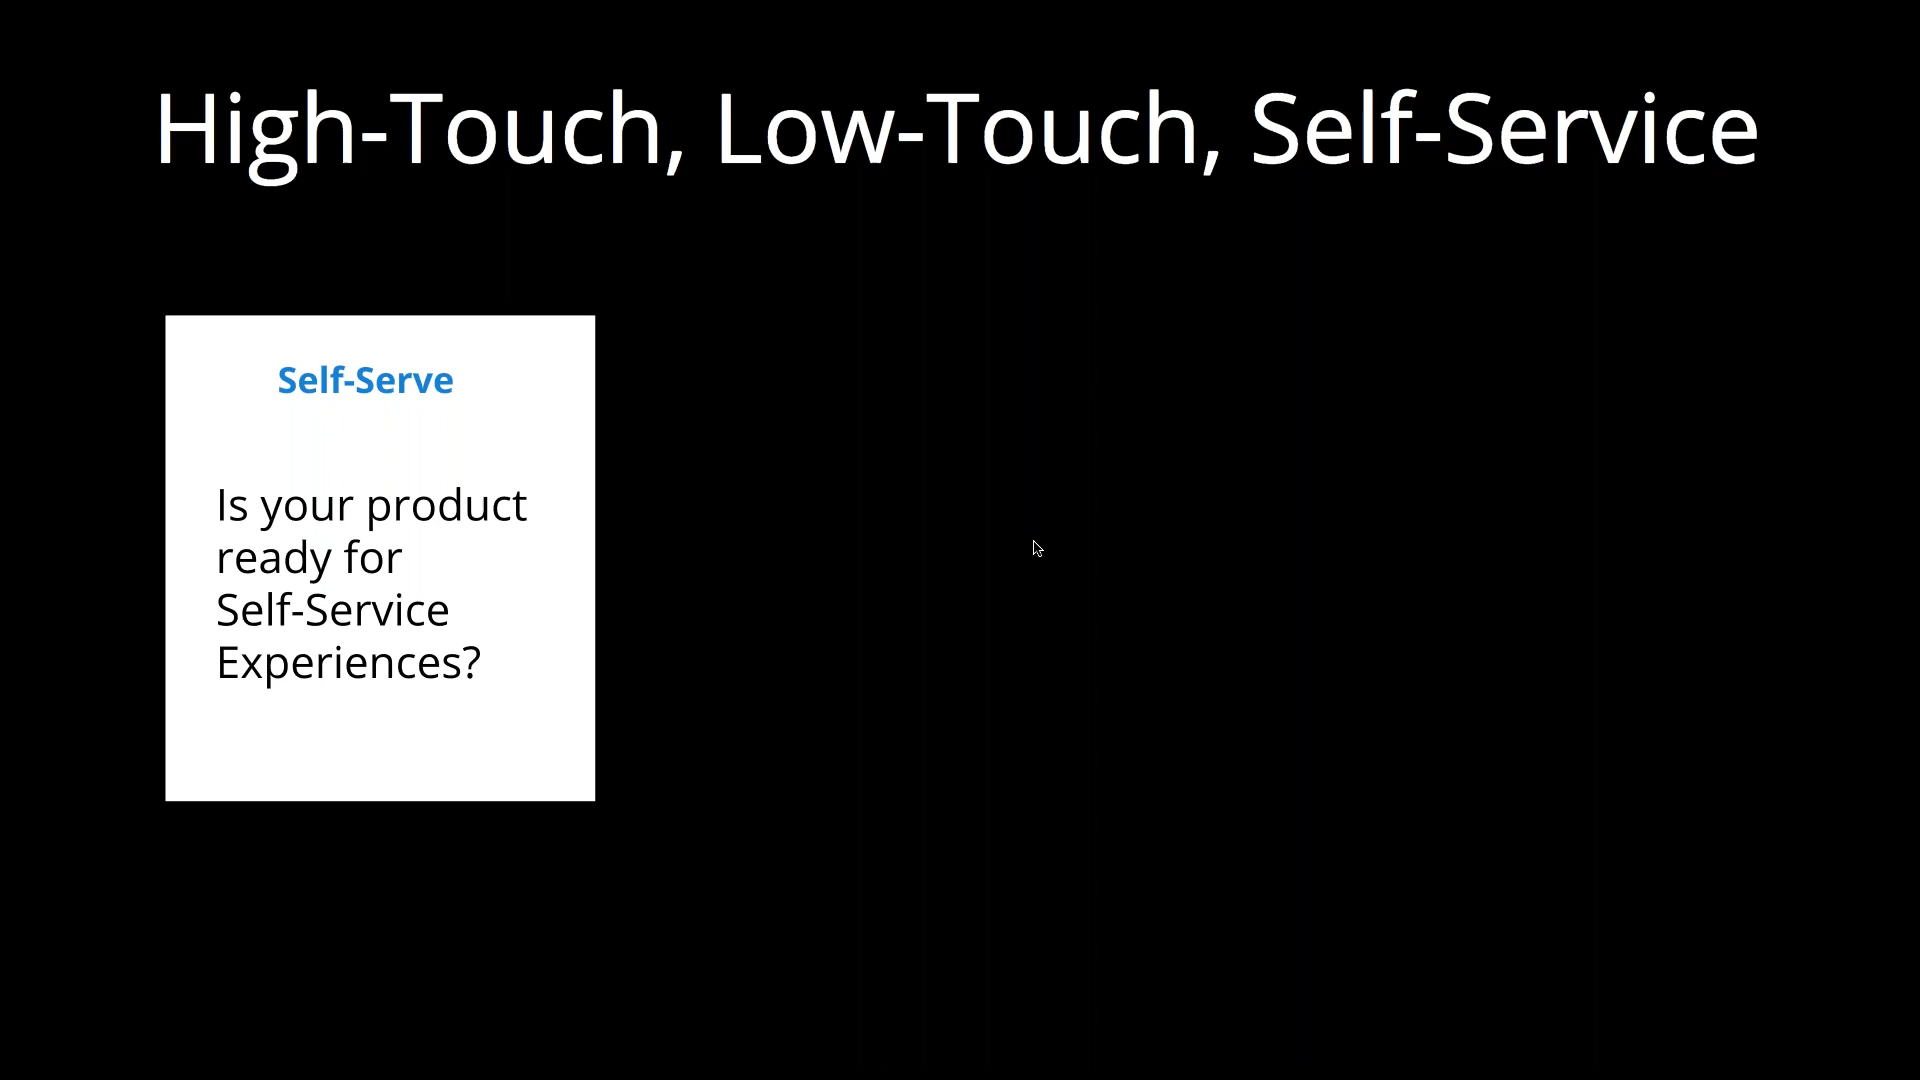 High-Touch, Low-Touch, Self-Service
Self-Serve
Is your product
ready for
Self-Service
Experiences?